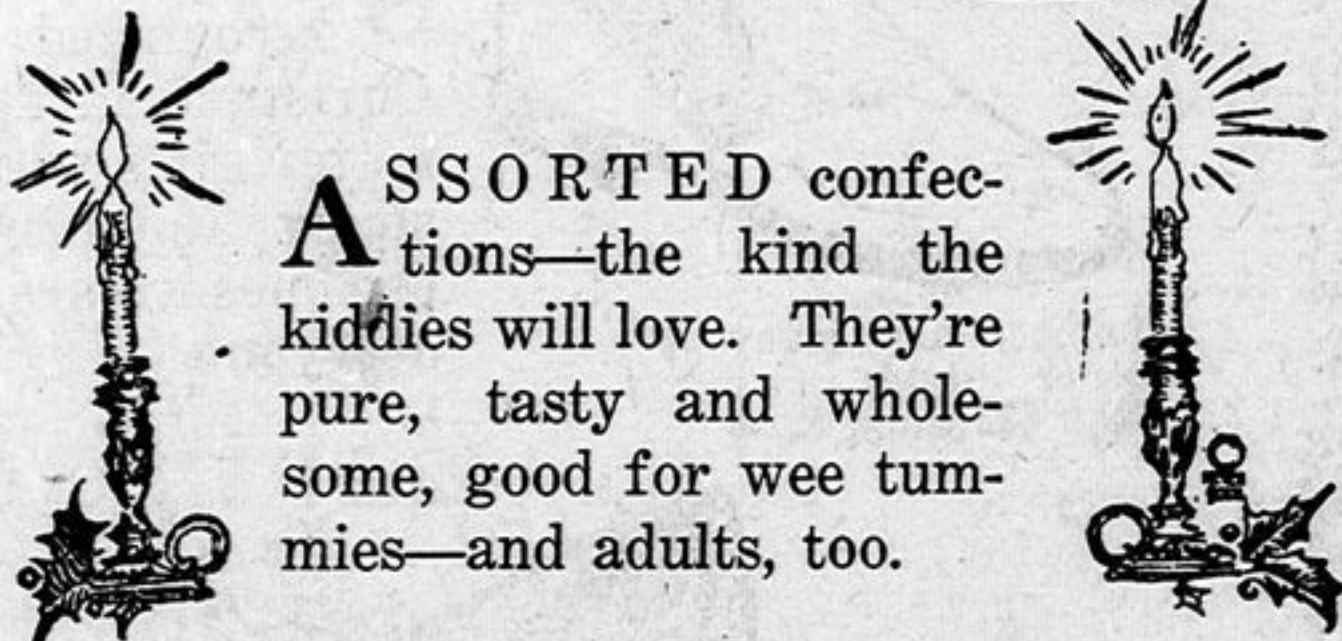 ASSORTED confec-
tions—the kind the
kiddies will love. They're
pure, tasty and whole-
some, good for wee tum-
mies—and adults, too.